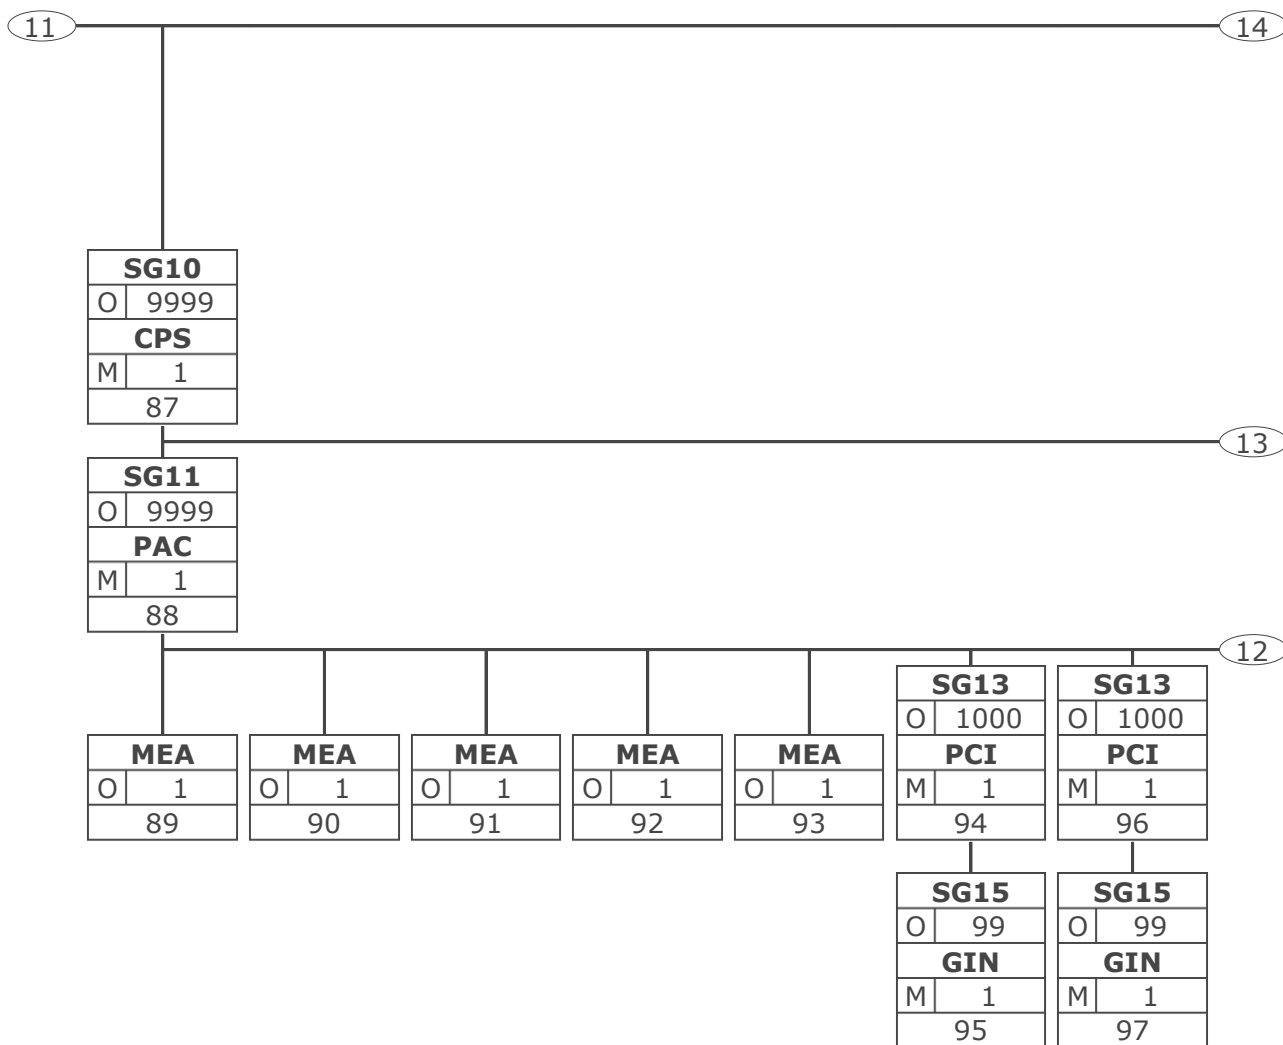 11 14
SG10
O 9999
CPS
M 1
87
13
SG11
O 9999
PAC
M 1
88
12
MEA
O 1
89
MEA
O 1
90
MEA
O 1
91
MEA
O 1
92
MEA
O 1
93
SG13
O 1000
PCI
M 1
94
SG13
O 1000
PCI
M 1
96
SG15
O 99
GIN
M 1
95
SG15
O 99
GIN
M 1
97